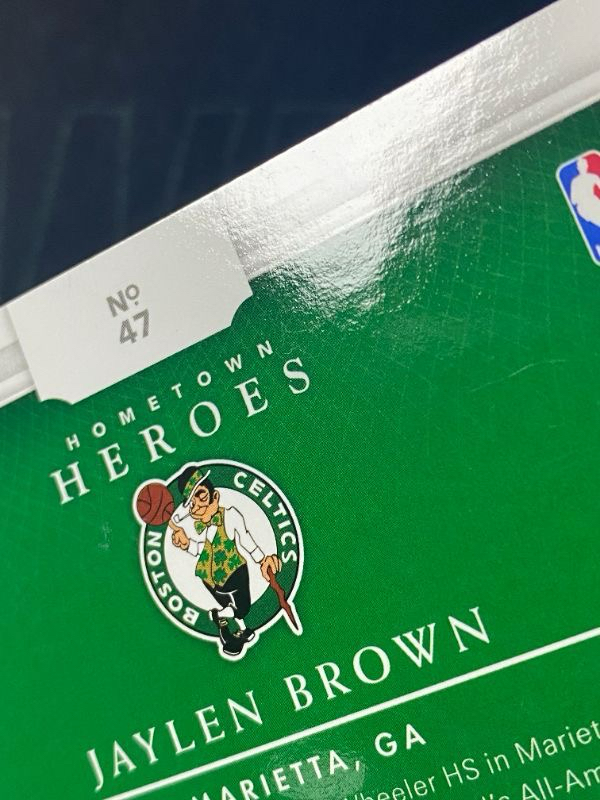 Nº
47
HOMETOWN
HEROES
BOSTON CELTICS
JAYLEN BROWN
MARIETTA, GA
Wheeler HS in Mariet
's All-Am